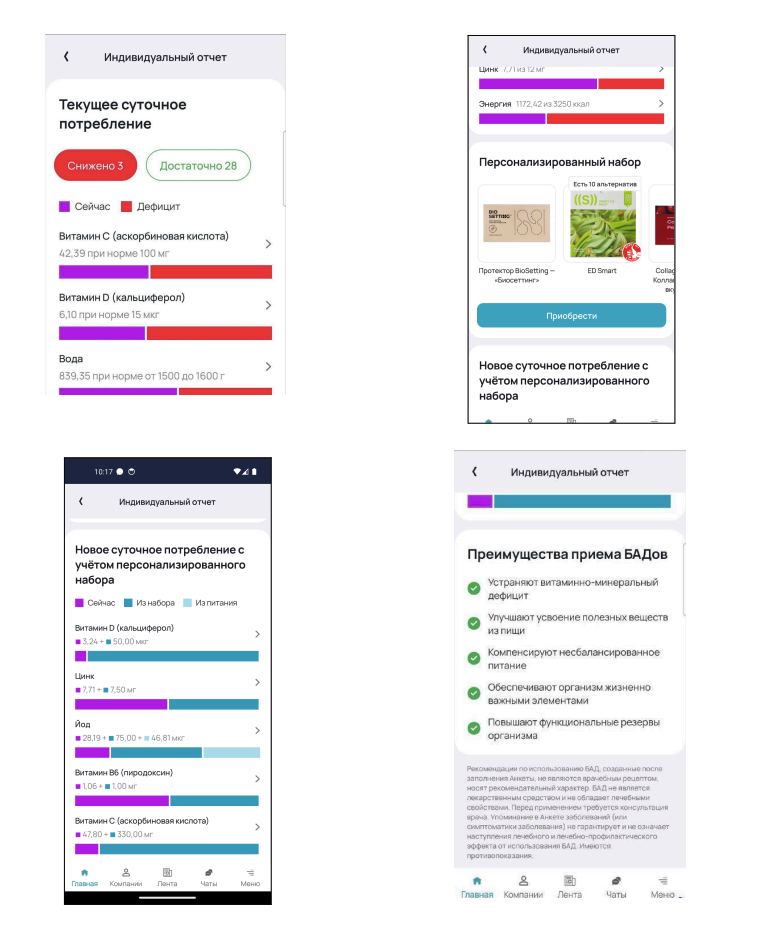 Индивидуальный отчет
Текущее суточное
потребление
Снижено 3
Достаточно 28
Сейчас
Дефицит
Витамин C (аскорбиновая кислота)
42,39 при норме 100 мг
Витамин D (кальциферол)
6,10 при норме 15 мкг
Вода
839,35 при норме от 1500 до 1600 г
Индивидуальный отчет
Цинк 7,71 из 12 мг
Энергия 1172,42 из 3250 ккал
Персонализированный набор
Есть 10 альтернатив
BIO
SETTING
((S))
Протектор BioSetting —
«Биосеттинг»
ED Smart
Приобрести
Новое суточное потребление с
учётом персонализированного
набора
10:17
Индивидуальный отчет
Новое суточное потребление с
учётом персонализированного
набора
Сейчас
Из набора
Из питания
Витамин D (кальциферол)
3,24 + 50,00 мкг
Цинк
7,71 + 7,50 мг
Йод
28,19 + 75,00 + 46,81 мкг
Витамин B6 (пиродоксин)
1,06 + 1,00 мг
Витамин C (аскорбиновая кислота)
47,80 + 330,00 мг
Главная
Компании
Лента
Чаты
Меню
Индивидуальный отчет
Преимущества приема БАДов
Устраняют витаминно-минеральный
дефицит
Улучшают усвоение полезных веществ
из пищи
Компенсируют несбалансированное
питание
Обеспечивают организм жизненно
важными элементами
Повышают функциональные резервы
организма
Рекомендации по использованию БАД, созданные после
заполнения Анкеты, не являются врачебным рецептом,
носят рекомендательный характер. БАД не является
лекарственным средством и не обладает лечебными
свойствами. Перед применением требуется консультация
врача. Упоминание в Анкете заболеваний (или
симптоматики заболевания) не гарантирует и не означает
наступления лечебного и лечебно-профилактического
эффекта от использования БАД. Имеются
противопоказания.
Главная
Компании
Лента
Чаты
Меню